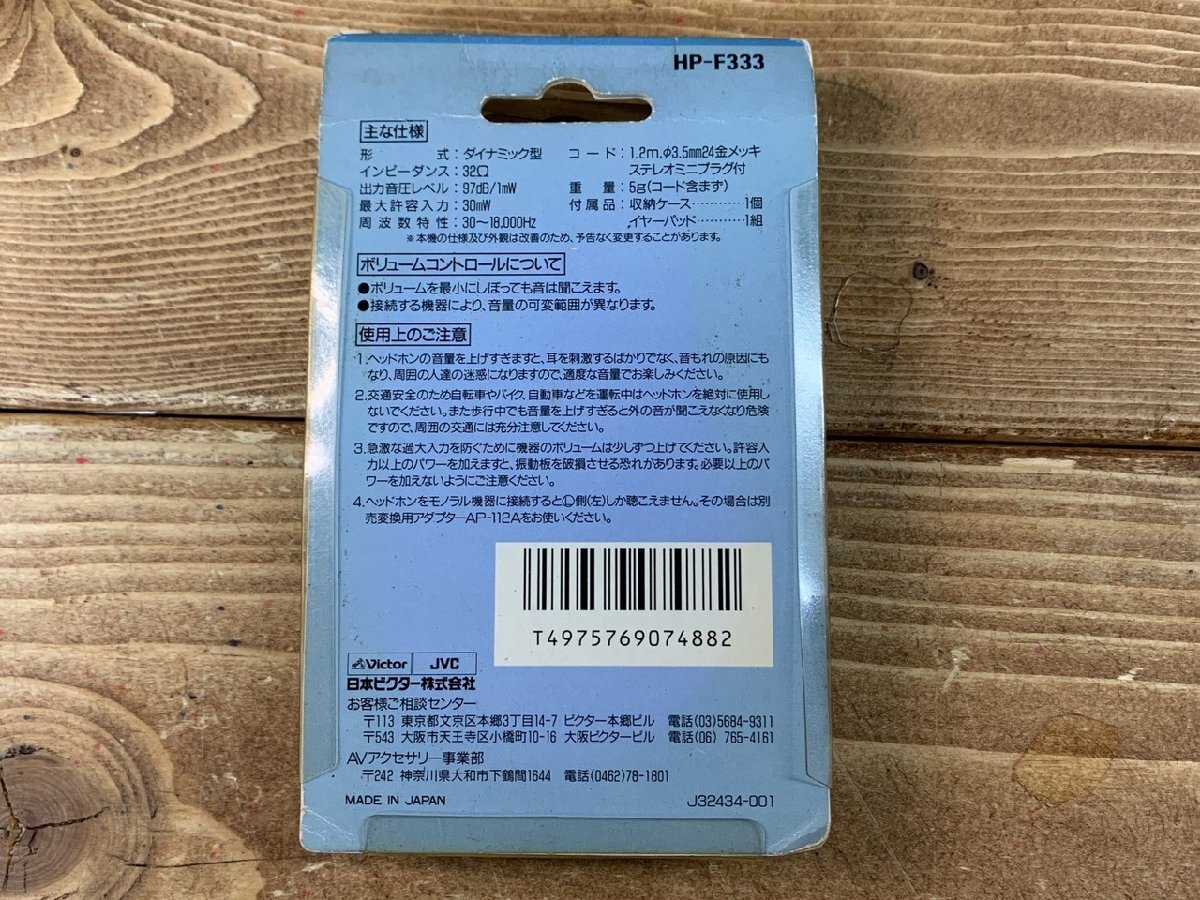 HP-F333
主な仕様
形　　式：ダイナミック型　コード：1.2m.φ3.5mm24金メッキ
インピーダンス：32Ω　ステレオミニプラグ付
出力音圧レベル：97dB/1mW　重　量：5g(コード含まず)
最大許容入力：30mW　付属品：収納ケース…………1個
周波数特性：30〜18,000Hz　イヤーパッド…………1組
※本機の仕様及び外観は改善のため、予告なく変更することがあります。
ボリュームコントロールについて
●ボリュームを最小にしぼっても音は聞こえます。
●接続する機器により、音量の可変範囲が異なります。
使用上のご注意
1.ヘッドホンの音量を上げすぎますと、耳を刺激するばかりでなく、音もれの原因にも
なり、周囲の人達の迷惑になりますので、適度な音量でお楽しみください。
2.交通安全のため自転車やバイク、自動車などを運転中はヘッドホンを絶対に使用し
ないでください。また歩行中でも音量を上げすぎると外の音が聞こえなくなり危険
ですので、周囲の交通には充分注意してください。
3.急激な過大入力を防ぐために機器のボリュームは少しずつ上げてください。許容入
力以上のパワーを加えますと、振動板を破損させる恐れがあります。必要以上のパ
ワーを加えないようにご注意ください。
4.ヘッドホンをモノラル機器に接続するとⓁ側(左)しか聴こえません。その場合は別
売変換用アダプターAP-112Aをお使いください。
T4975769074882
Victor JVC
日本ビクター株式会社
お客様ご相談センター
〒113 東京都文京区本郷3丁目14-7 ビクター本郷ビル　電話(03)5684-9311
〒543 大阪市天王寺区小橋町10-16 大阪ビクタービル　電話(06) 765-4161
AVアクセサリー事業部
〒242 神奈川県大和市下鶴間1644　電話(0462)78-1801
MADE IN JAPAN　J32434-001